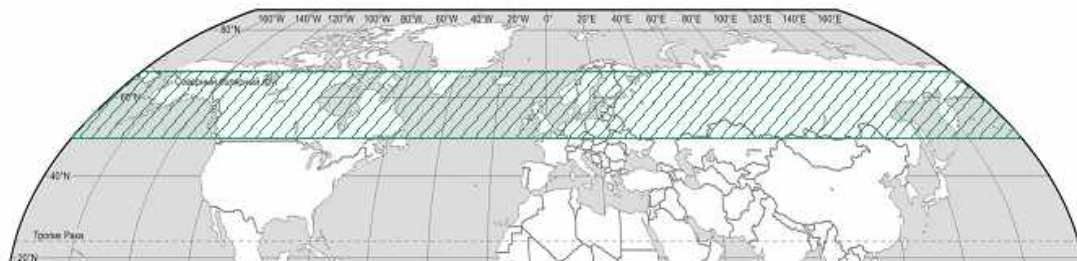 160°W 140°W 120°W 100°W 80°W 60°W 40°W 20°W 0° 20°E 40°E 60°E 80°E 100°E 120°E 140°E 160°E
80°N
Северный полярный круг
60°N
40°N
Тропик Рака
20°N